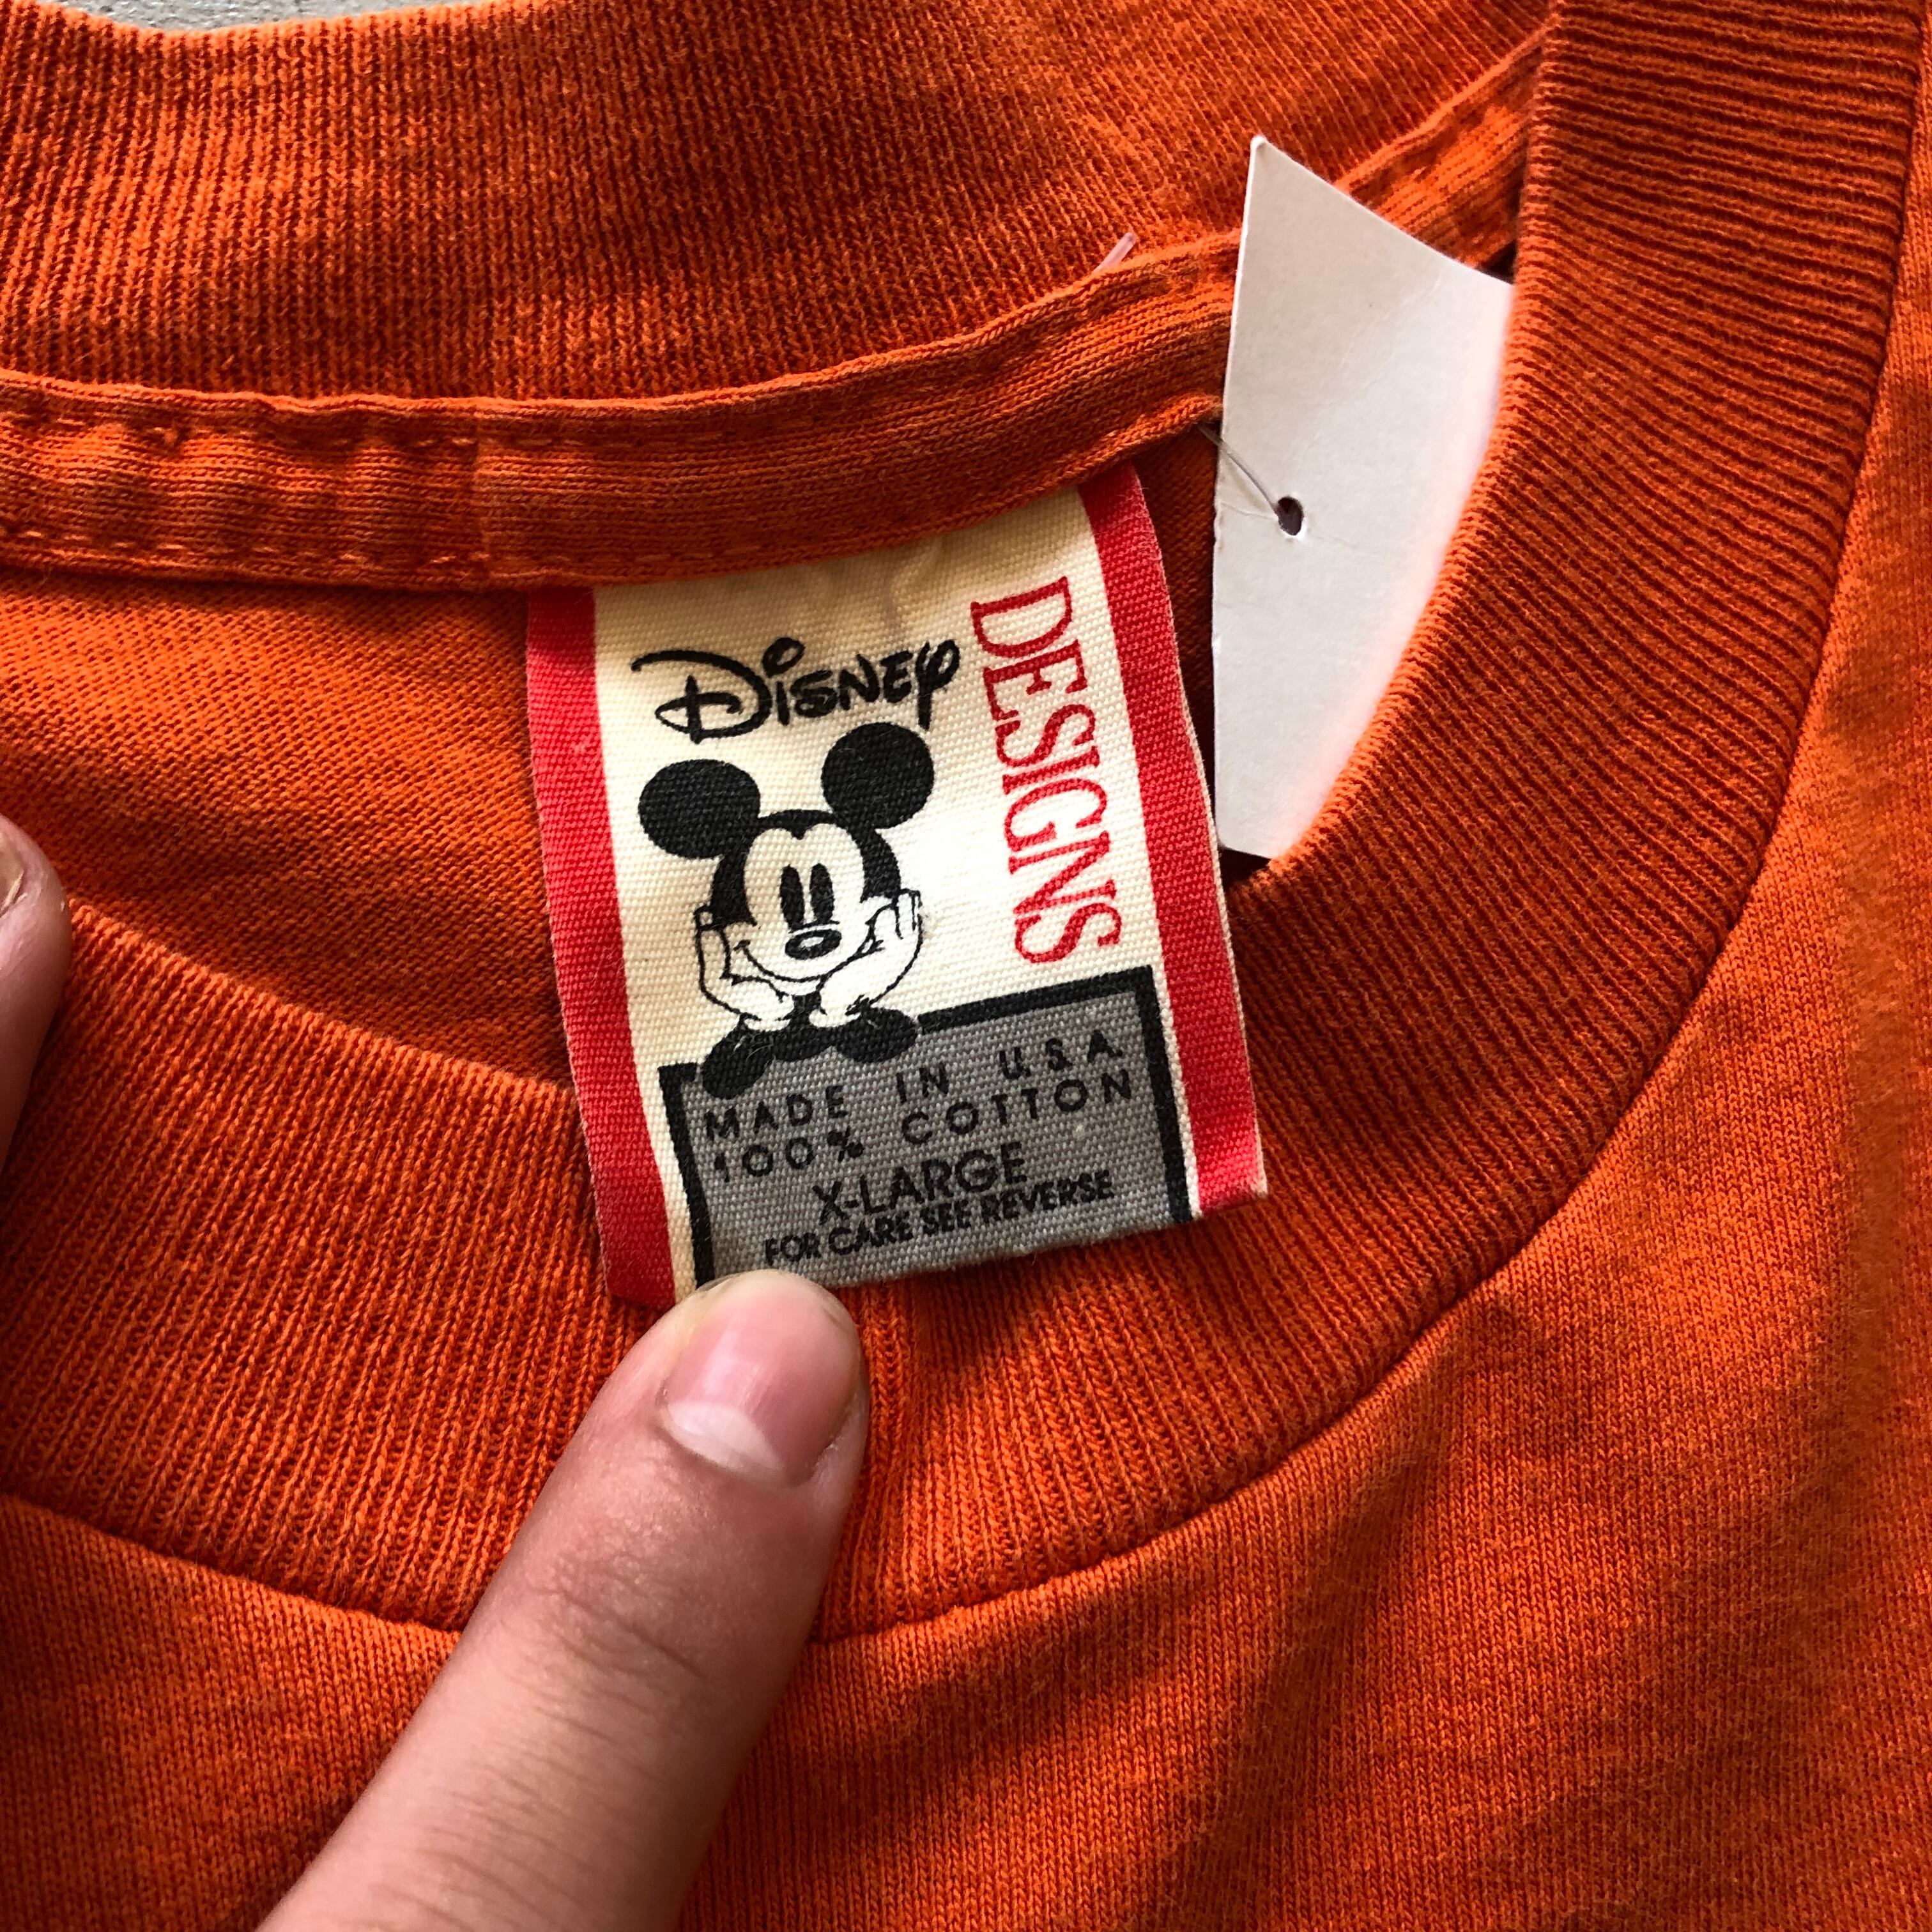 Disney
DESIGNS
MADE IN U.S.A.
100% COTTON
X-LARGE
FOR CARE SEE REVERSE